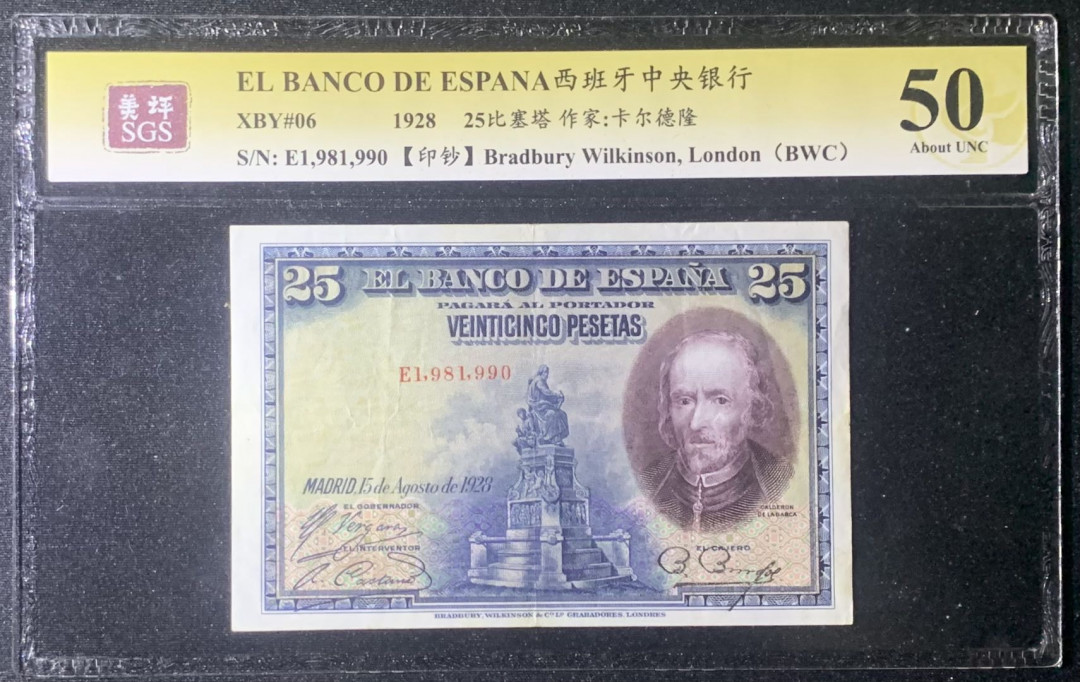 美评
SGS
EL BANCO DE ESPANA西班牙中央银行
XBY#06 1928 25比塞塔 作家:卡尔德隆
S/N: E1,981,990 【印钞】Bradbury Wilkinson, London（BWC）
50
About UNC
25 EL BANCO DE ESPAÑA 25
PAGARÁ AL PORTADOR
VEINTICINCO PESETAS
E1,981,990
MADRID, 15 de Agosto de 1928
EL GOBERNADOR
EL INTERVENTOR
EL CAJERO
CALDERON
DE LA BARCA
BRADBURY, WILKINSON & Cª Lᵈ GRABADORES. LONDRES